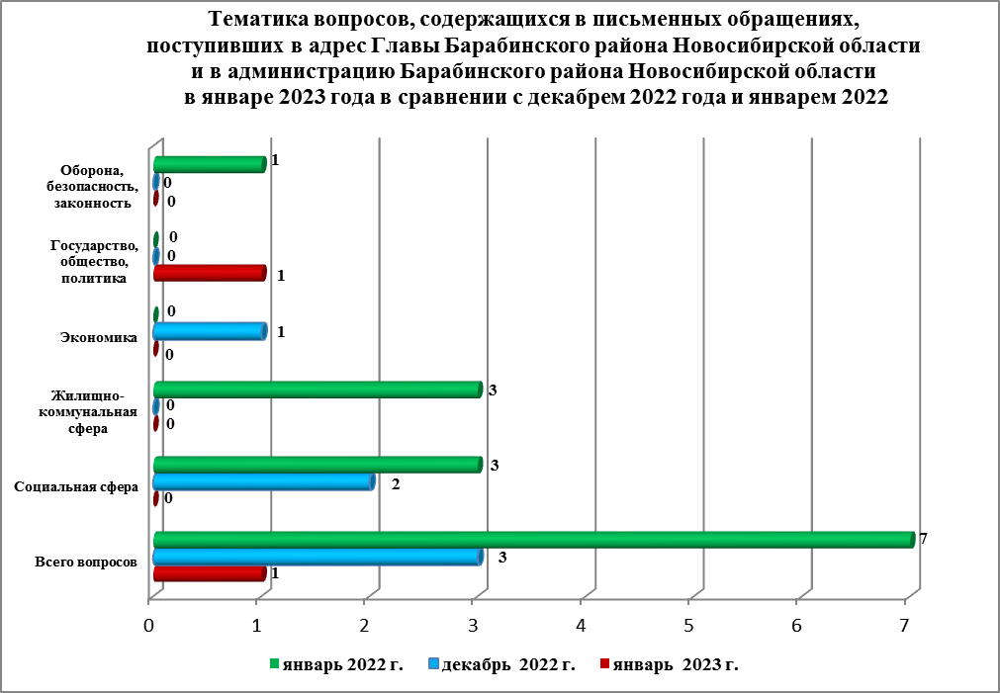 Тематика вопросов, содержащихся в письменных обращениях,
поступивших в адрес Главы Барабинского района Новосибирской области
и в администрацию Барабинского района Новосибирской области
в январе 2023 года в сравнении с декабрем 2022 года и январем 2022
Оборона,
безопасность,
законность
1
0
0
Государство,
общество,
политика
0
0
1
Экономика
0
1
0
Жилищно-
коммунальная
сфера
3
0
0
Социальная сфера
3
2
0
Всего вопросов
7
3
1
0 1 2 3 4 5 6 7
январь 2022 г. декабрь 2022 г. январь 2023 г.